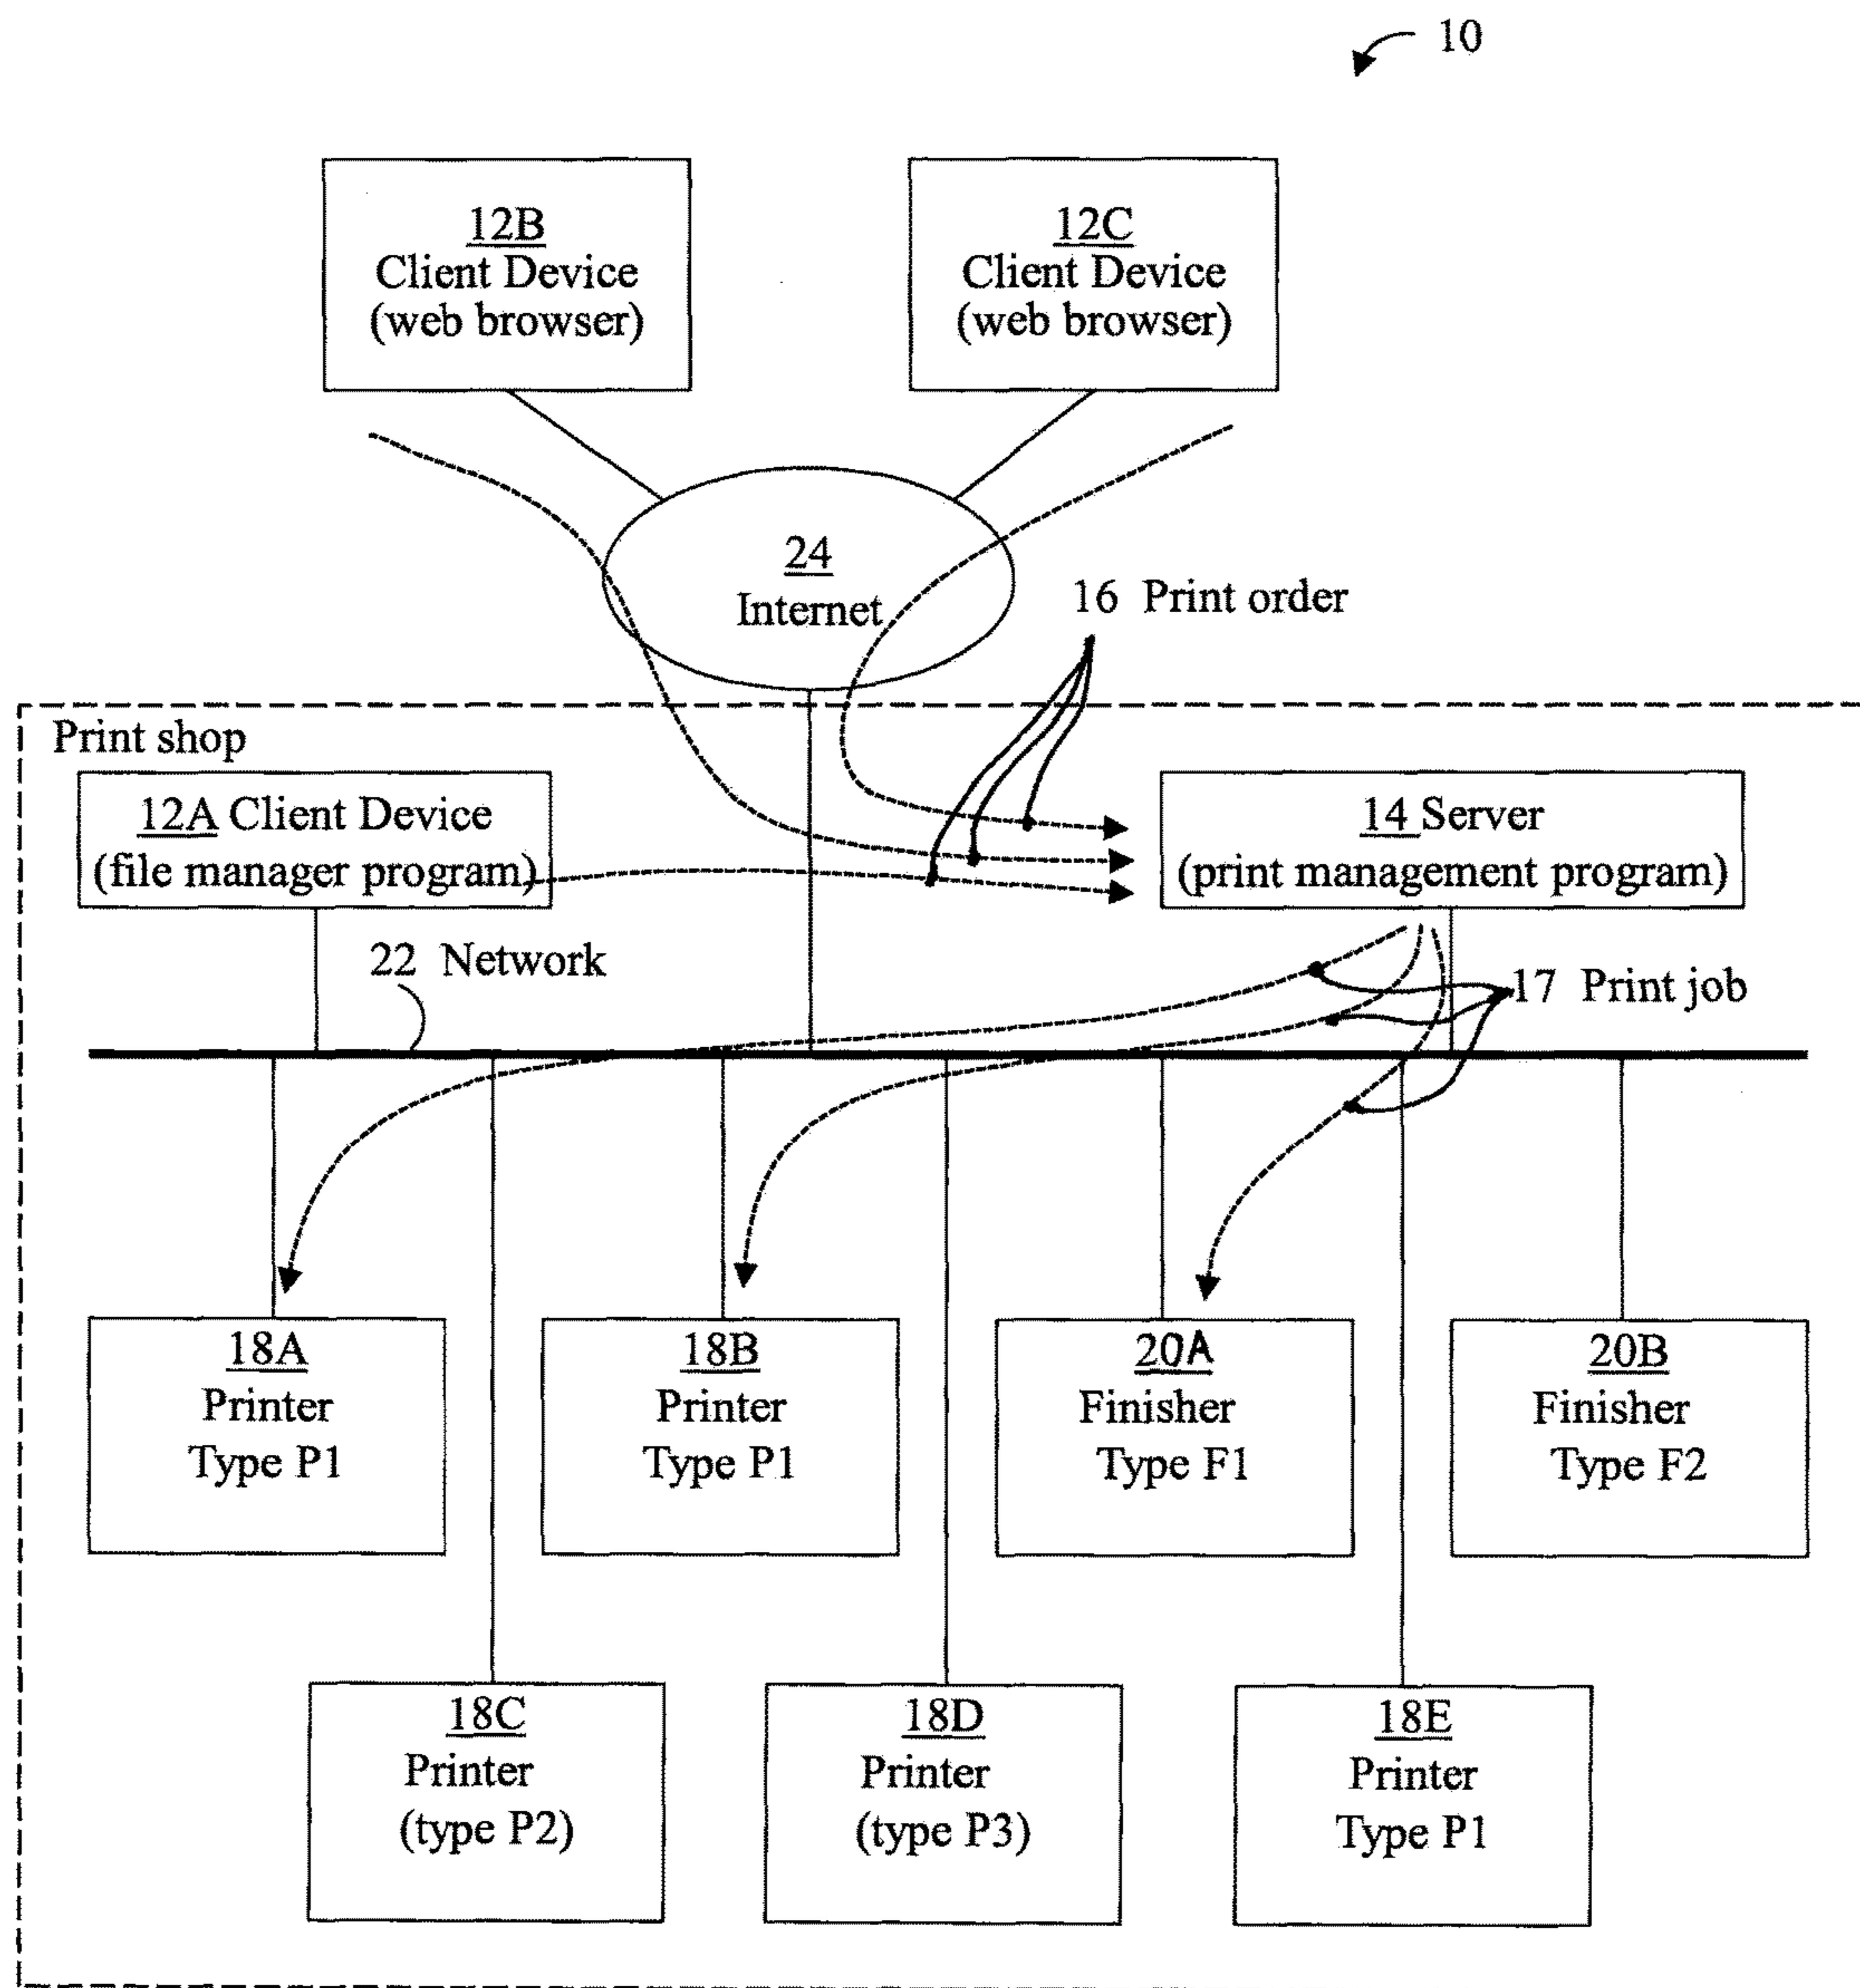 10
12B
Client Device
(web browser)
12C
Client Device
(web browser)
24
Internet
16 Print order
Print shop
12A Client Device
(file manager program)
14 Server
(print management program)
22 Network
17 Print job
18A
Printer
Type P1
18B
Printer
Type P1
20A
Finisher
Type F1
20B
Finisher
Type F2
18C
Printer
(type P2)
18D
Printer
(type P3)
18E
Printer
Type P1